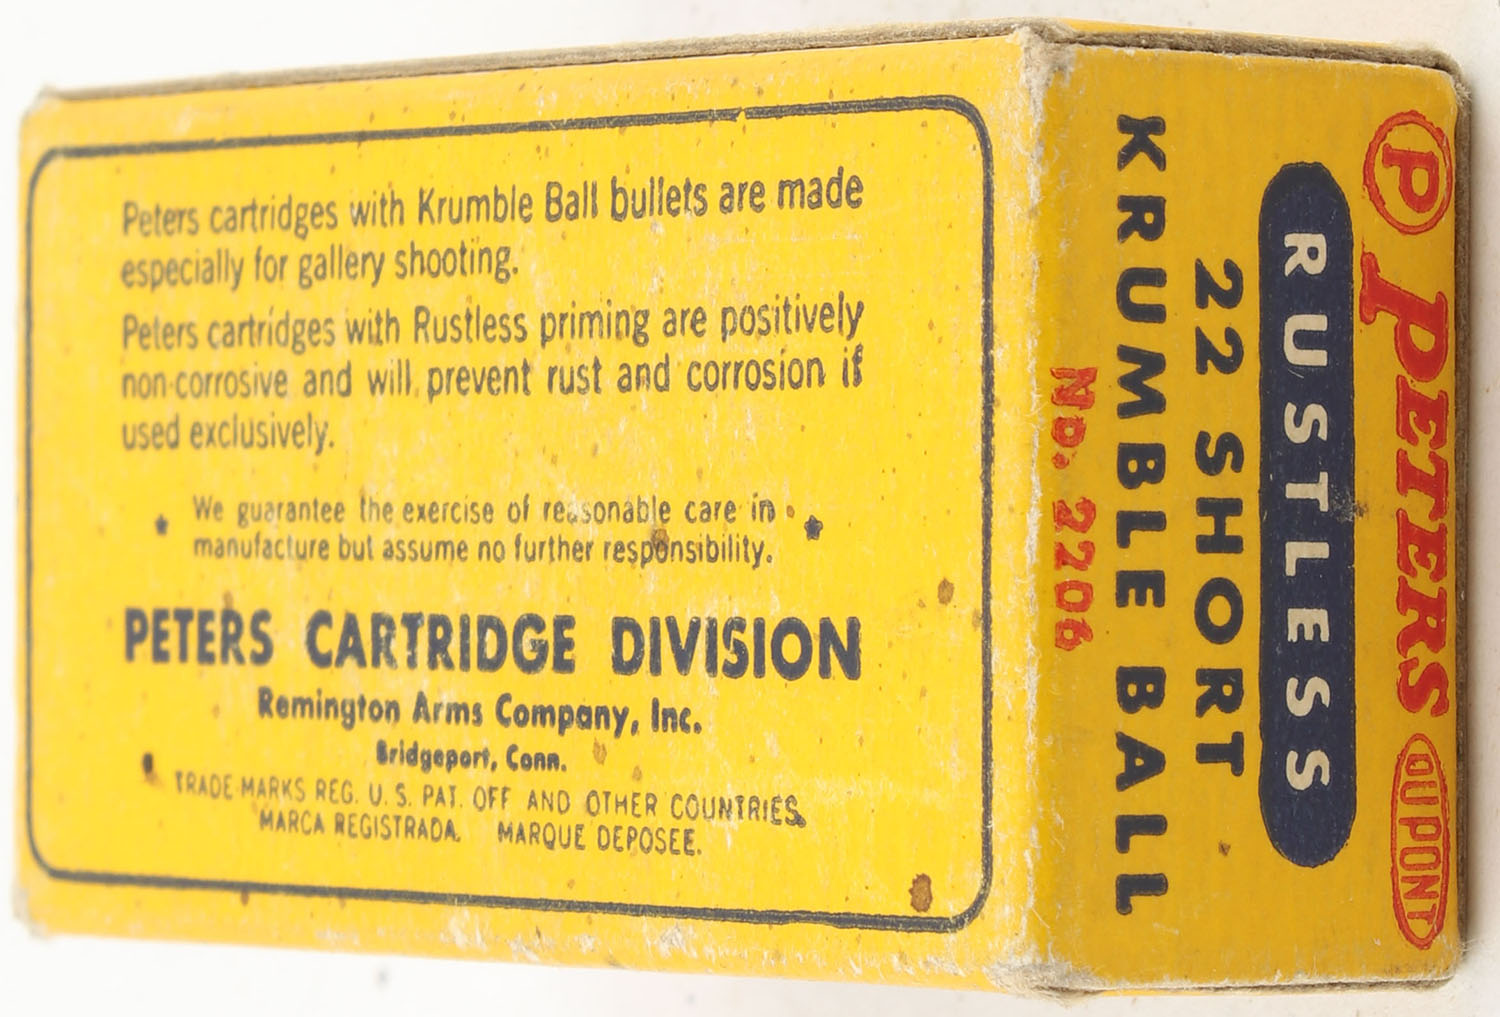 Peters cartridges with Krumble Ball bullets are made
especially for gallery shooting.
Peters cartridges with Rustless priming are positively
non-corrosive and will prevent rust and corrosion if
used exclusively.
We guarantee the exercise of reasonable care in
manufacture but assume no further responsibility.
PETERS CARTRIDGE DIVISION
Remington Arms Company, Inc.
Bridgeport, Conn.
TRADE-MARKS REG. U. S. PAT. OFF AND OTHER COUNTRIES.
MARCA REGISTRADA. MARQUE DEPOSEE.
P PETERS DUPONT
RUSTLESS
22 SHORT
KRUMBLE BALL
No. 2206